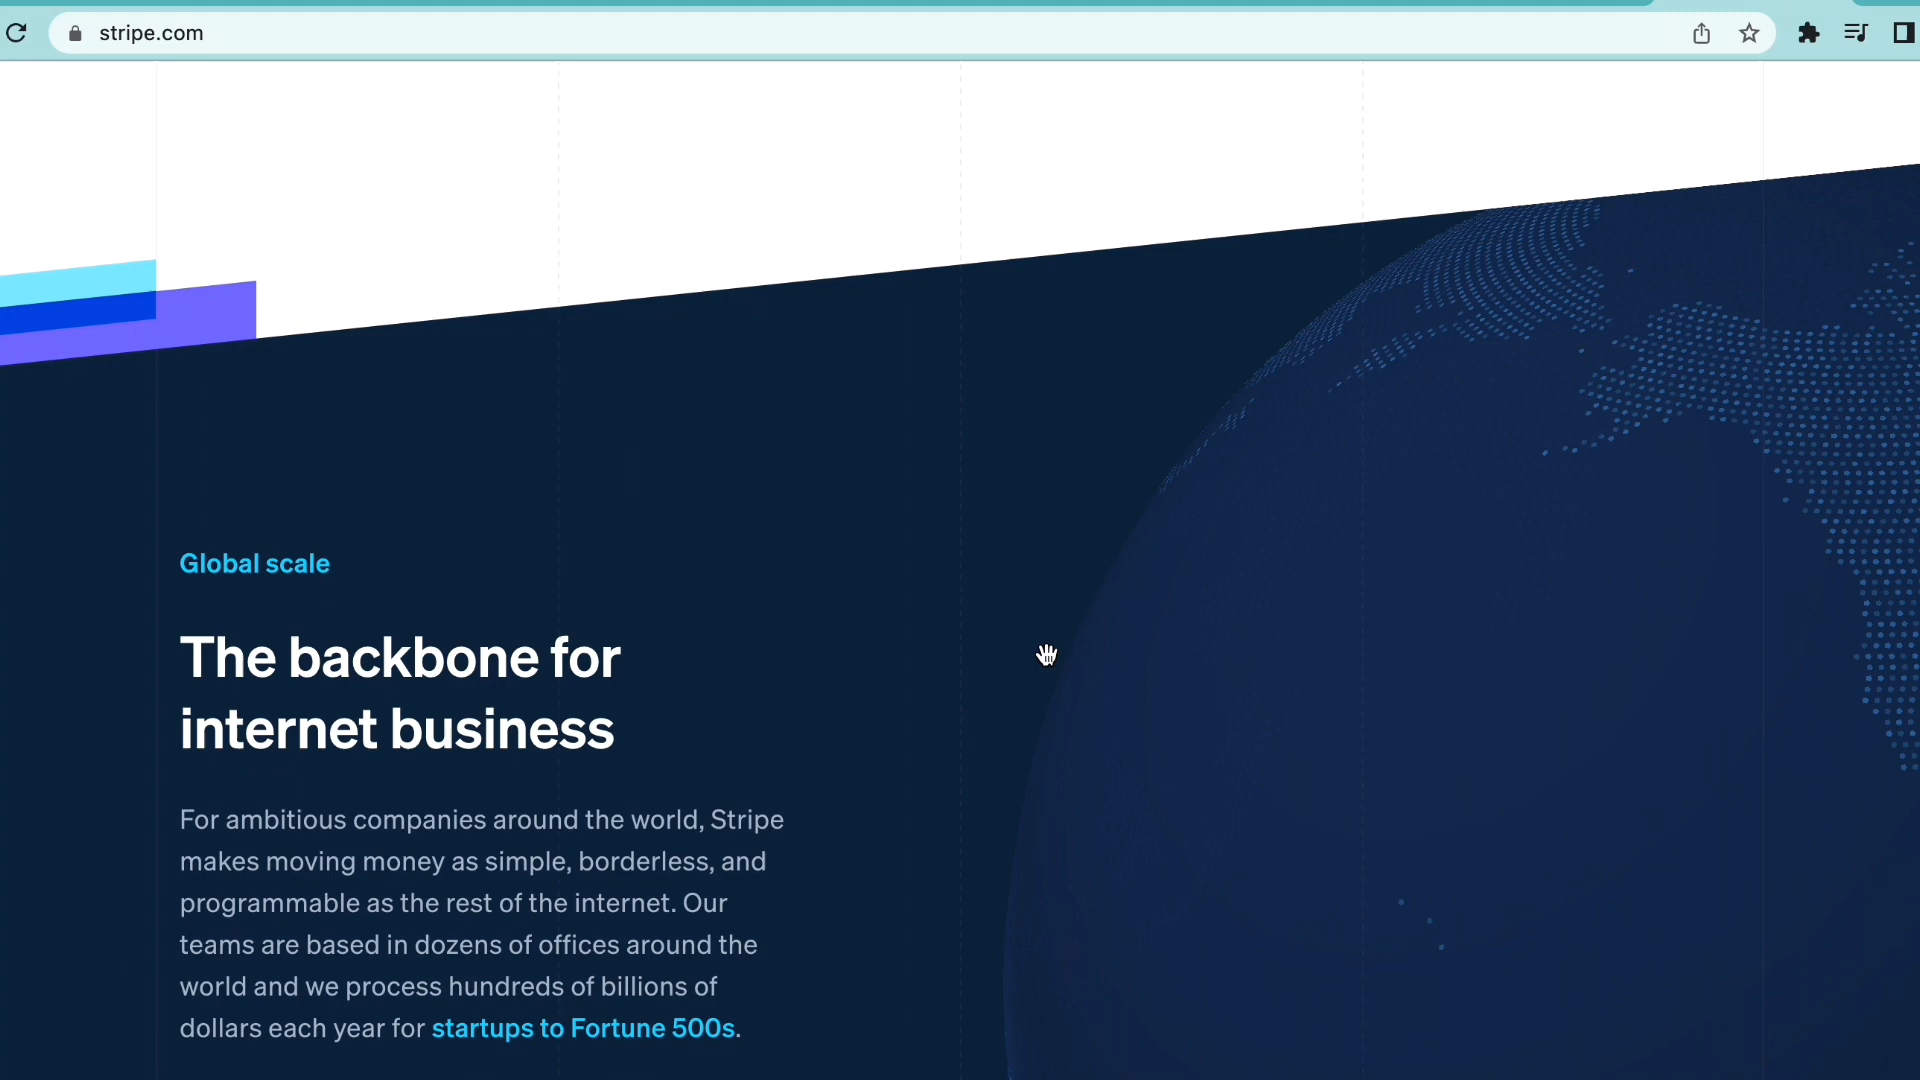 stripe.com
Global scale
The backbone for
internet business
For ambitious companies around the world, Stripe
makes moving money as simple, borderless, and
programmable as the rest of the internet. Our
teams are based in dozens of offices around the
world and we process hundreds of billions of
dollars each year for startups to Fortune 500s.